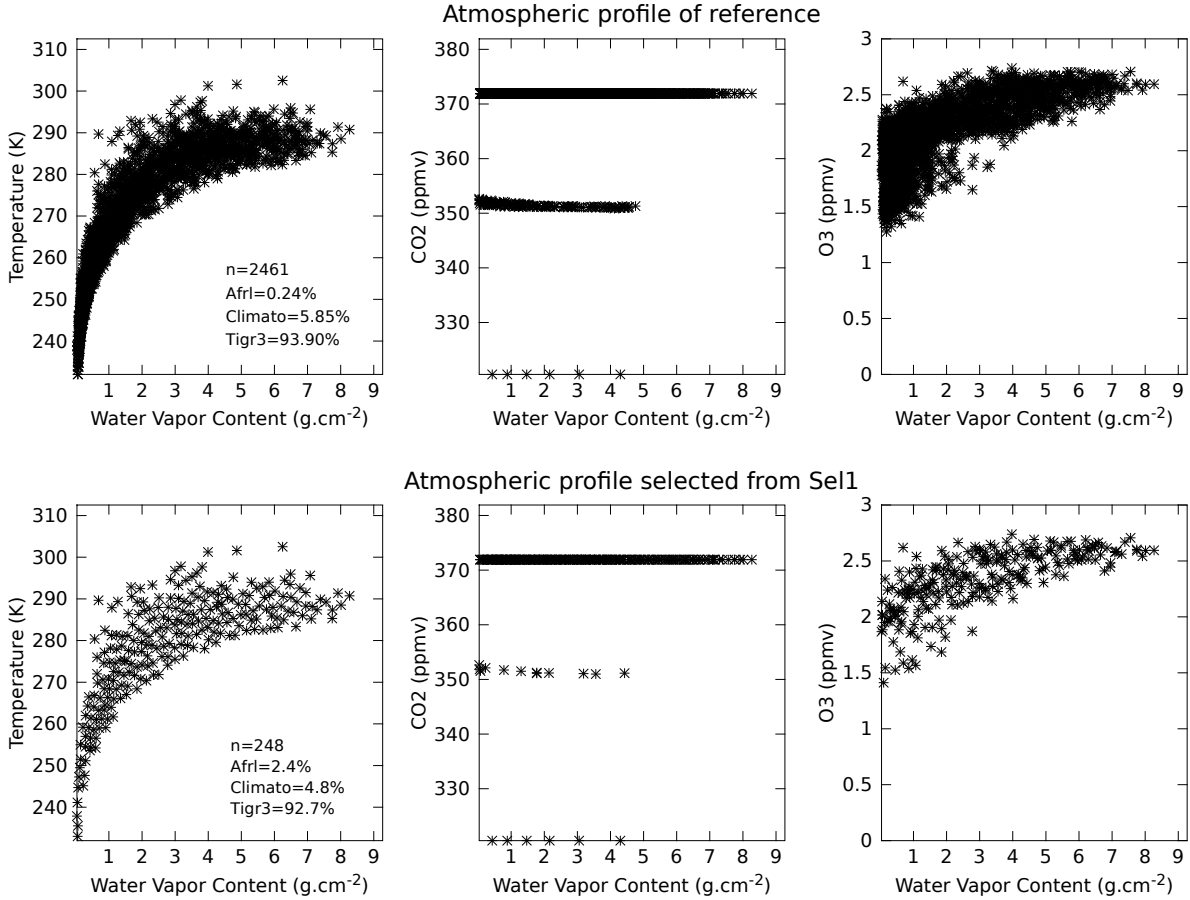 Atmospheric profile of reference
310
300
290
280
270
260
250
240
Temperature (K)
n=2461
Afrl=0.24%
Climato=5.85%
Tigr3=93.90%
1 2 3 4 5 6 7 8 9
Water Vapor Content (g.cm-2)
380
370
360
350
340
330
CO2 (ppmv)
1 2 3 4 5 6 7 8 9
Water Vapor Content (g.cm-2)
3
2.5
2
1.5
1
0.5
0
O3 (ppmv)
1 2 3 4 5 6 7 8 9
Water Vapor Content (g.cm-2)
Atmospheric profile selected from Sel1
310
300
290
280
270
260
250
240
Temperature (K)
n=248
Afrl=2.4%
Climato=4.8%
Tigr3=92.7%
1 2 3 4 5 6 7 8 9
Water Vapor Content (g.cm-2)
380
370
360
350
340
330
CO2 (ppmv)
1 2 3 4 5 6 7 8 9
Water Vapor Content (g.cm-2)
3
2.5
2
1.5
1
0.5
0
O3 (ppmv)
1 2 3 4 5 6 7 8 9
Water Vapor Content (g.cm-2)